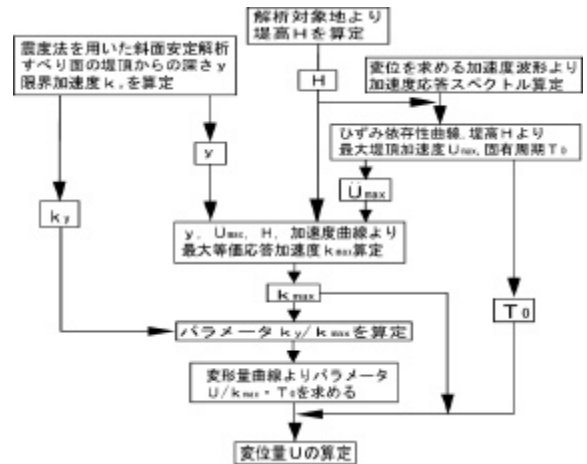 解析対象地より
堤高Hを算定
震度法を用いた斜面安定解析
すべり面の堤頂からの深さy
限界加速度kyを算定
H
変位を求める加速度波形より
加速度応答スペクトル算定
y
ひずみ依存性曲線、堤高Hより
最大堤頂加速度Umax,固有周期T0
Ümax
ky
y, Umax, H, 加速度曲線より
最大等価応答加速度kmax算定
kmax
T0
パラメータky/kmaxを算定
変形量曲線よりパラメータ
U/kmax・T0を求める
変位量Uの算定